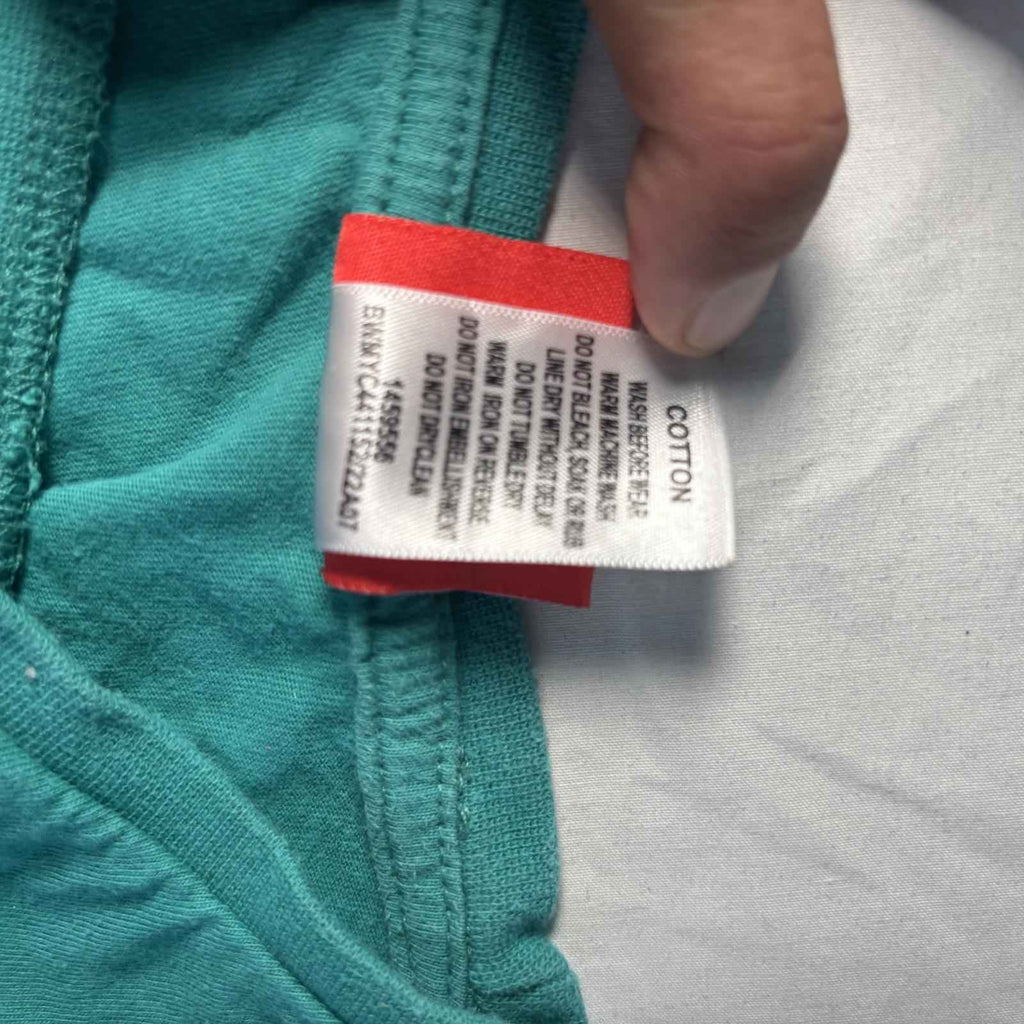 COTTON
WASH BEFORE WEAR
WARM MACHINE WASH
DO NOT BLEACH, SOAK OR RUB
LINE DRY WITHOUT DELAY
DO NOT TUMBLE DRY
WARM IRON ON REVERSE
DO NOT IRON EMBELLISHMENT
DO NOT DRYCLEAN
1459556